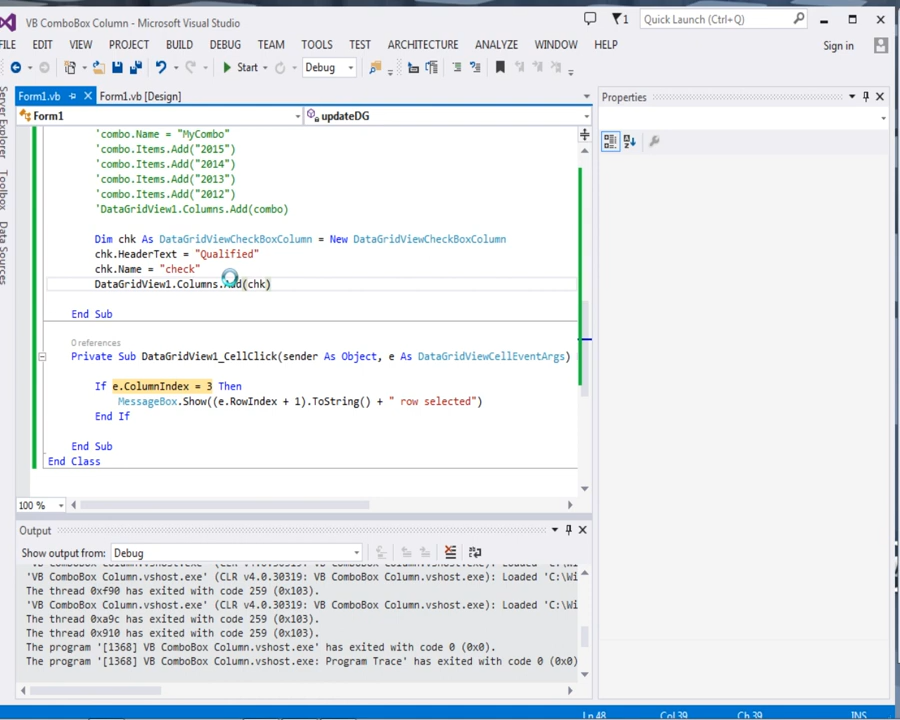 VB ComboBox Column - Microsoft Visual Studio
1
Quick Launch (Ctrl+Q)
FILE EDIT VIEW PROJECT BUILD DEBUG TEAM TOOLS TEST ARCHITECTURE ANALYZE WINDOW HELP Sign in
Start Debug
Form1.vb Form1.vb [Design]
Form1 updateDG
'combo.Name = "MyCombo"
'combo.Items.Add("2015")
'combo.Items.Add("2014")
'combo.Items.Add("2013")
'combo.Items.Add("2012")
'DataGridView1.Columns.Add(combo)
Dim chk As DataGridViewCheckBoxColumn = New DataGridViewCheckBoxColumn
chk.HeaderText = "Qualified"
chk.Name = "check"
DataGridView1.Columns.Add(chk)
End Sub
0 references
Private Sub DataGridView1_CellClick(sender As Object, e As DataGridViewCellEventArgs)
If e.ColumnIndex = 3 Then
MessageBox.Show((e.RowIndex + 1).ToString() + " row selected")
End If
End Sub
End Class
100 %
Output
Show output from: Debug
'VB ComboBox Column.vshost.exe' (CLR v4.0.30319: VB ComboBox Column.vshost.exe): Loaded 'C:\Wi
The thread 0xf90 has exited with code 259 (0x103).
'VB ComboBox Column.vshost.exe' (CLR v4.0.30319: VB ComboBox Column.vshost.exe): Loaded 'C:\Wi
The thread 0xa9c has exited with code 259 (0x103).
The thread 0x910 has exited with code 259 (0x103).
The program '[1368] VB ComboBox Column.vshost.exe' has exited with code 0 (0x0).
The program '[1368] VB ComboBox Column.vshost.exe: Program Trace' has exited with code 0 (0x0)
Properties
Server Explorer
Toolbox
Data Sources
Ln 48 Col 39 Ch 39 INS